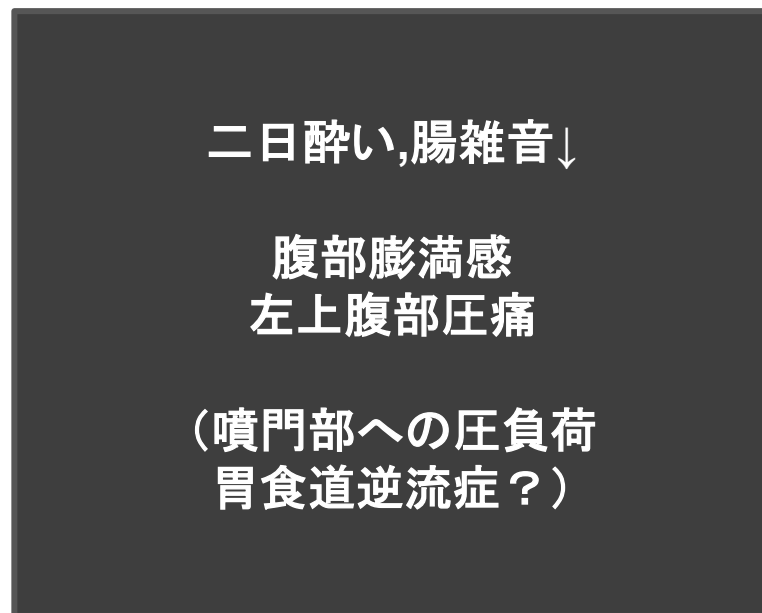 二日酔い,腸雑音↓
腹部膨満感
左上腹部圧痛
（噴門部への圧負荷
胃食道逆流症？）